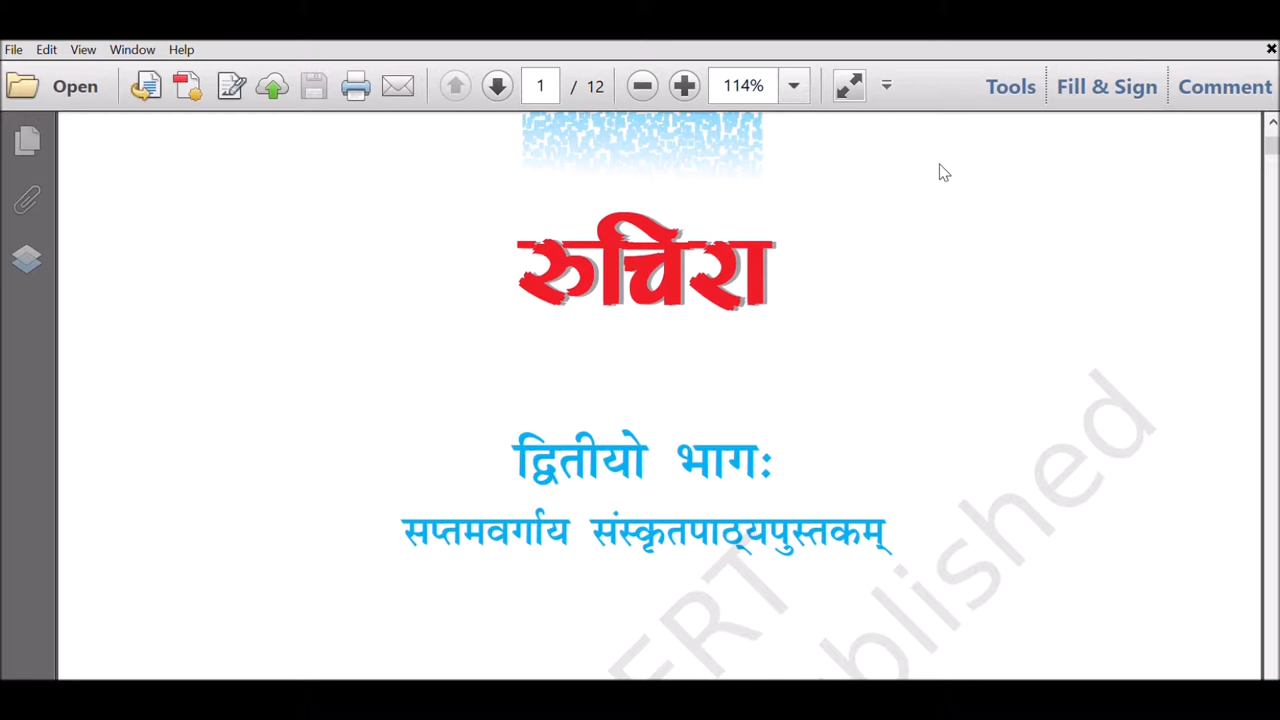 File Edit View Window Help
Open 1 / 12 114% Tools Fill & Sign Comment
रुचिरा
द्वितीयो भागः
सप्तमवर्गाय संस्कृतपाठ्यपुस्तकम्